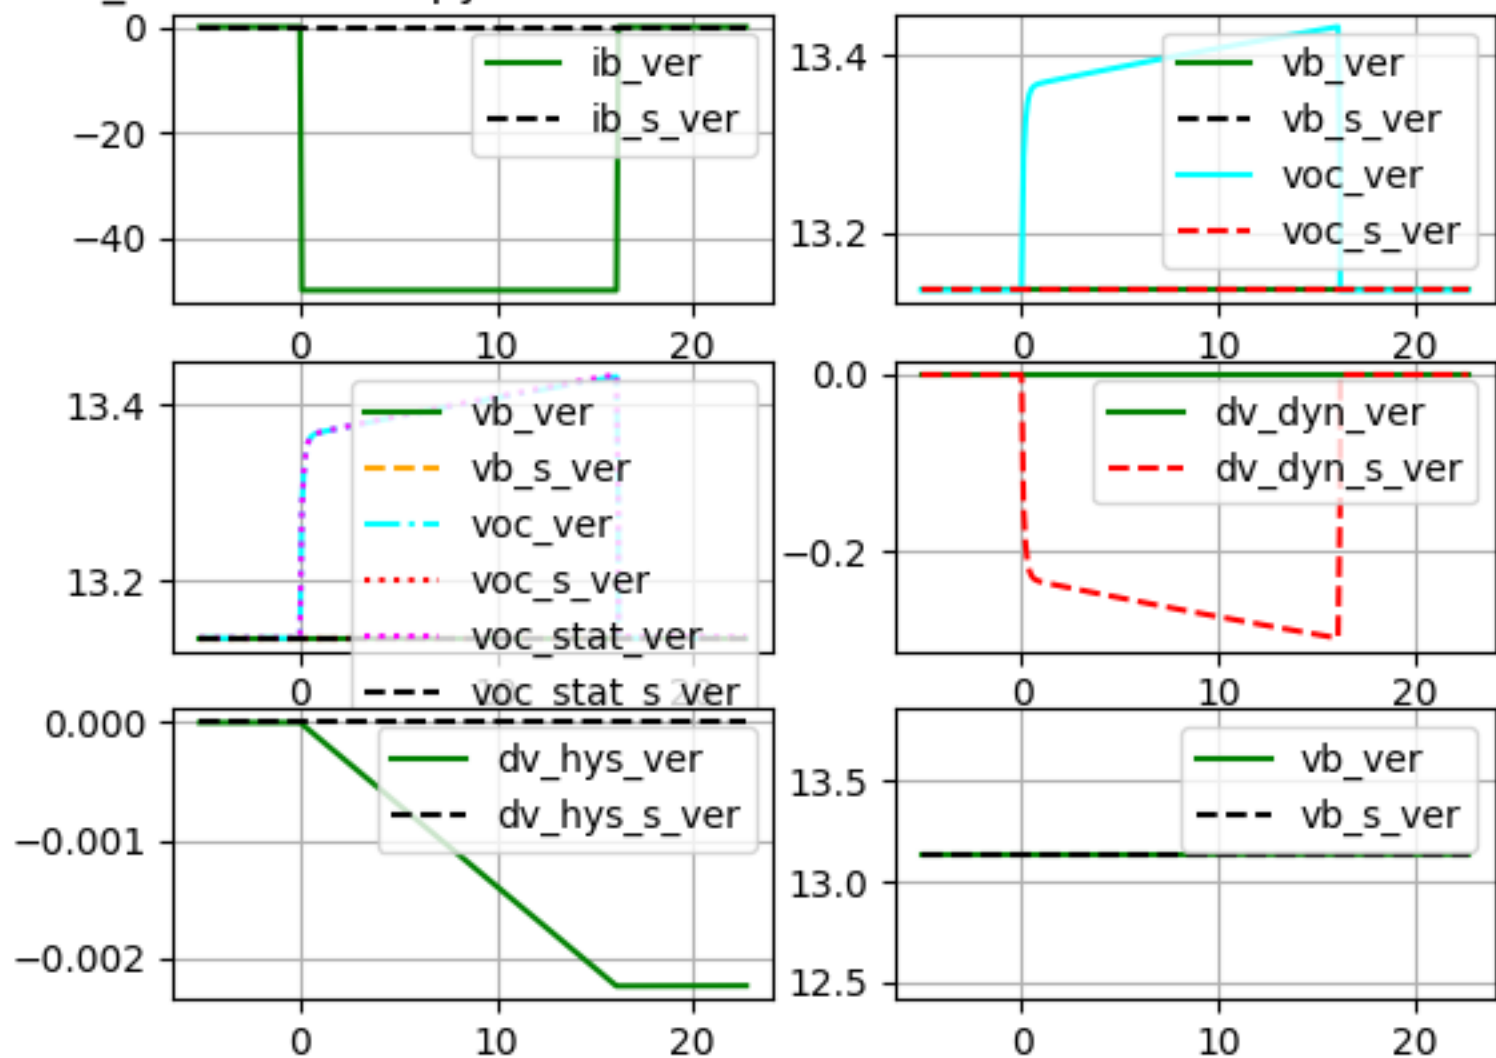 0
−20
−40
ib_ver
ib_s_ver
0 10 20
13.4
13.2
vb_ver
vb_s_ver
voc_ver
voc_s_ver
0 10 20
13.4
13.2
vb_ver
vb_s_ver
voc_ver
voc_s_ver
voc_stat_ver
voc_stat_s_ver
0 10 20
0.0
−0.2
dv_dyn_ver
dv_dyn_s_ver
0 10 20
0.000
−0.001
−0.002
dv_hys_ver
dv_hys_s_ver
0 10 20
13.5
13.0
12.5
vb_ver
vb_s_ver
0 10 20